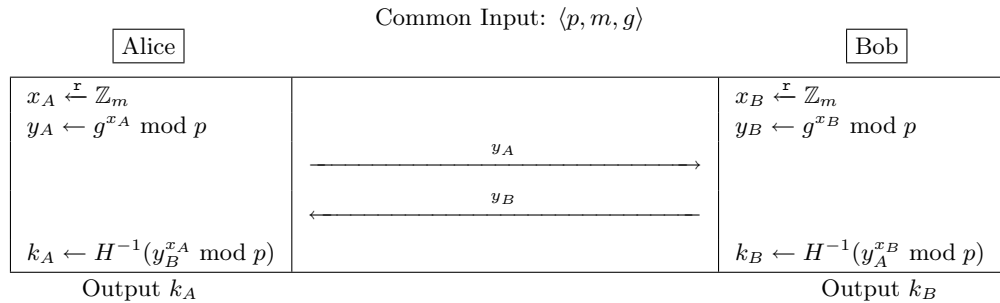 Common Input: ⟨p, m, g⟩
Alice
Bob
x_A ←^r ℤ_m
x_B ←^r ℤ_m
y_A ← g^{x_A} mod p
y_B ← g^{x_B} mod p
y_A
y_B
k_A ← H^{-1}(y_B^{x_A} mod p)
k_B ← H^{-1}(y_A^{x_B} mod p)
Output k_A
Output k_B